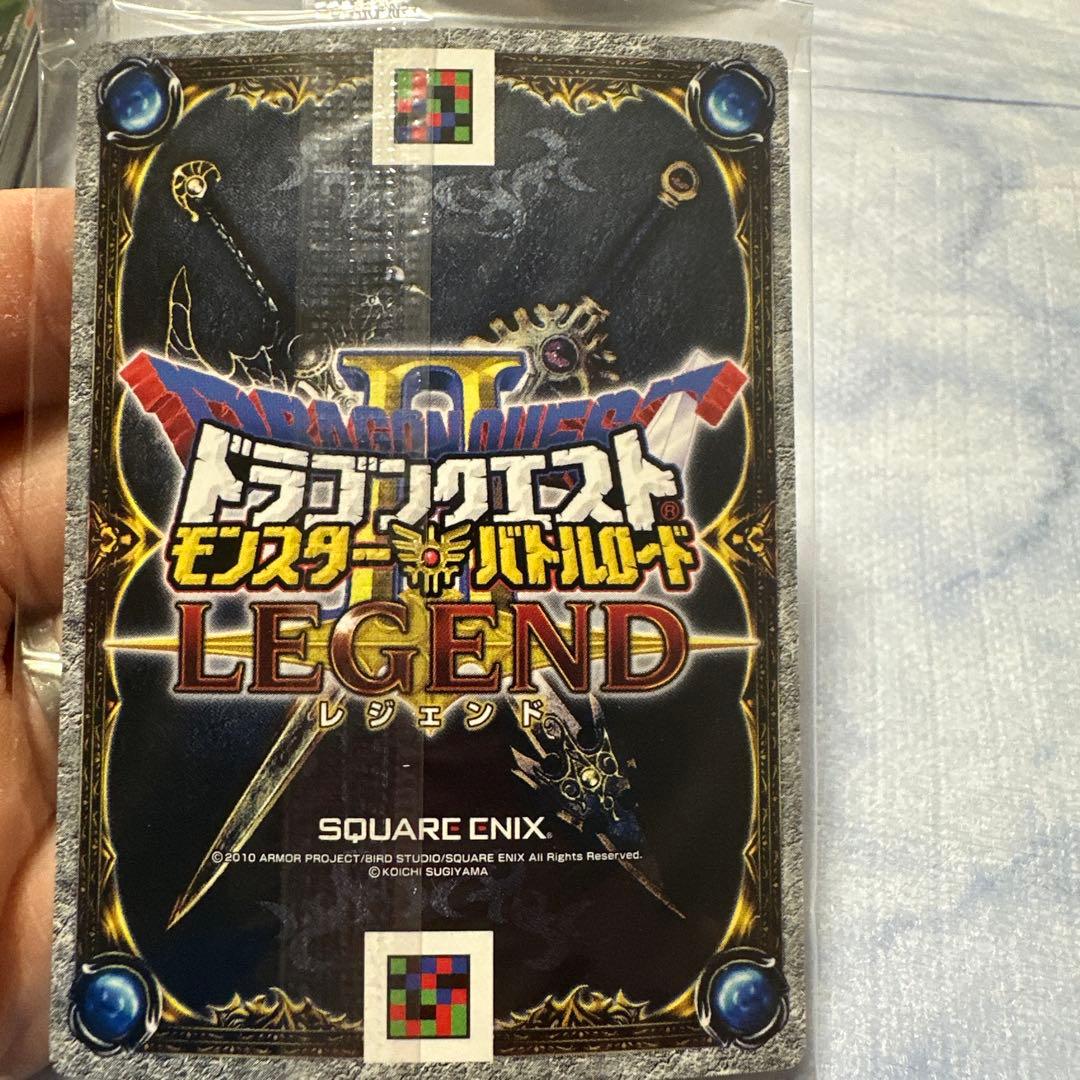 DRAGON QUEST
II
ドラゴンクエスト®
モンスター バトルロード
LEGEND
レジェンド
SQUARE ENIX®
©2010 ARMOR PROJECT/BIRD STUDIO/SQUARE ENIX All Rights Reserved.
©KOICHI SUGIYAMA